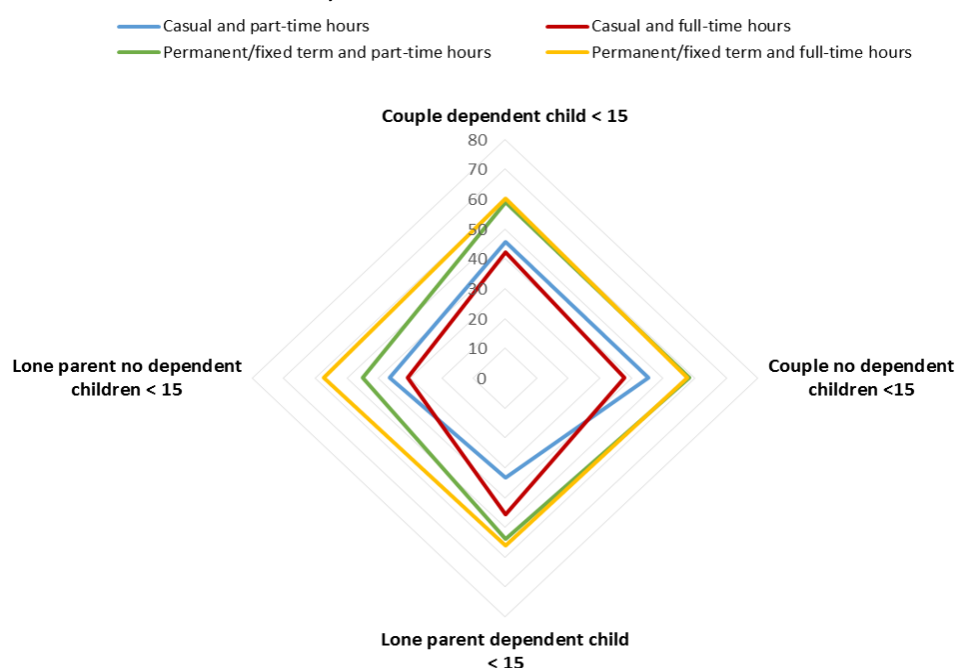 Casual and part-time hours
Casual and full-time hours
Permanent/fixed term and part-time hours
Permanent/fixed term and full-time hours
Couple dependent child < 15
80
70
60
50
40
30
20
10
0
Lone parent no dependent
children < 15
Couple no dependent
children <15
Lone parent dependent child
< 15